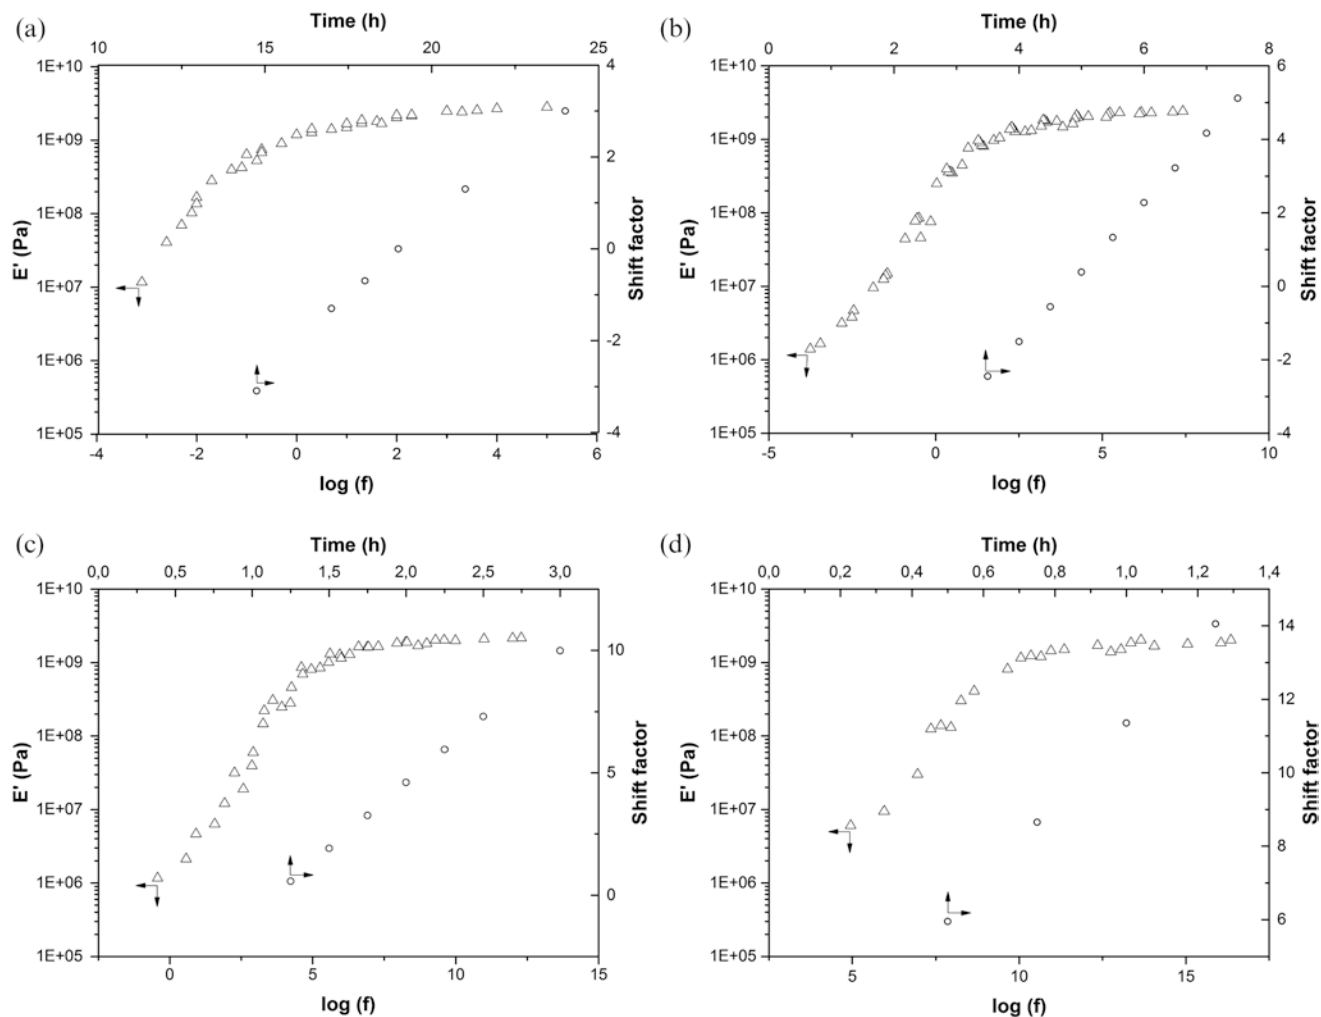 (a)
Time (h)
10 15 20 25
1E+10
1E+09
1E+08
1E+07
1E+06
1E+05
E' (Pa)
4
2
0
-2
-4
Shift factor
-4 -2 0 2 4 6
log (f)
(b)
Time (h)
0 2 4 6 8
1E+10
1E+09
1E+08
1E+07
1E+06
1E+05
E' (Pa)
6
4
2
0
-2
-4
Shift factor
-5 0 5 10
log (f)
(c)
Time (h)
0,0 0,5 1,0 1,5 2,0 2,5 3,0
1E+10
1E+09
1E+08
1E+07
1E+06
1E+05
E' (Pa)
10
5
0
Shift factor
0 5 10 15
log (f)
(d)
Time (h)
0,0 0,2 0,4 0,6 0,8 1,0 1,2 1,4
1E+10
1E+09
1E+08
1E+07
1E+06
1E+05
E' (Pa)
14
12
10
8
6
Shift factor
5 10 15
log (f)